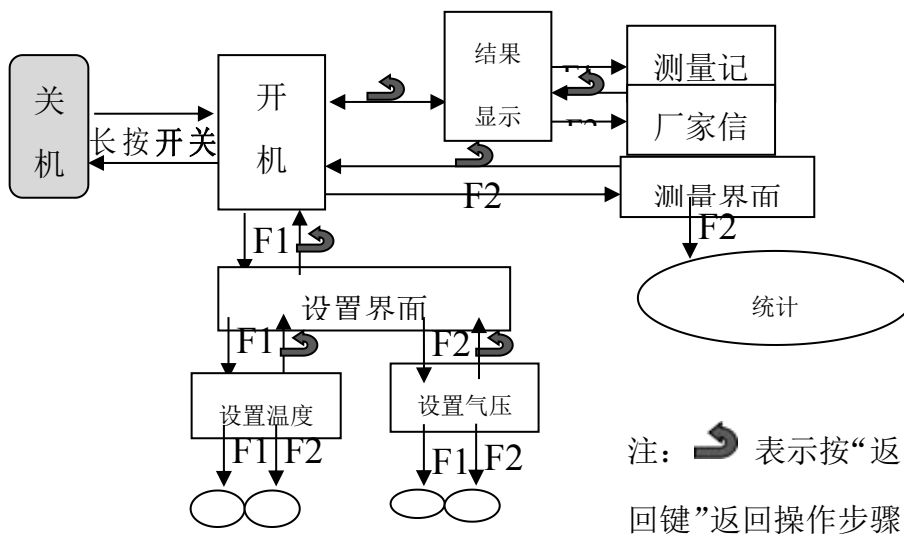 关
机
长按开关
开
机
结果
显示
测量记
厂家信
F2
测量界面
F2
统计
F1
设置界面
F1
F2
设置温度
设置气压
F1
F2
F1
F2
注： 表示按“返
回键”返回操作步骤